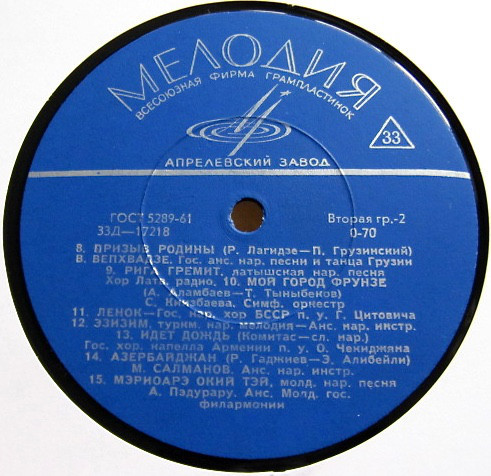 МЕЛОДИЯ
ВСЕСОЮЗНАЯ ФИРМА ГРАМПЛАСТИНОК
33
АПРЕЛЕВСКИЙ ЗАВОД
ГОСТ 5289-61
33Д—17218
Вторая гр.-2
0-70
8. ПРИЗЫВ РОДИНЫ (Р. Лагидзе—П. Грузинский)
В. ВЕПХВАДЗЕ, Гос. анс. нар. песни и танца Грузии
9. РИГА ГРЕМИТ, латышская нар. песня
Хор Латв. радио, 10. МОЙ ГОРОД ФРУНЗЕ
(А. Аламбаев—Т. Тыныбеков)
С. Киизбаева, Симф. оркестр
11. ЛЕНОК—Гос. нар. хор БССР п. у. Г. Цитовича
12. ЭЗИЗИМ, туркм. нар. мелодия—Анс. нар. инстр.
13. ИДЕТ ДОЖДЬ (Комитас—сл. нар.)
Гос. хор. капелла Армении п. у. О. Чекиджяна
14. АЗЕРБАЙДЖАН (Р. Гаджиев—Э. Алибейли)
М. САЛМАНОВ. Анс. нар. инстр.
15. МЭРИОАРЭ ОКИЙ ТЭЙ, молд. нар. песня
А. Пэдурару. Анс. Молд. гос.
филармонии